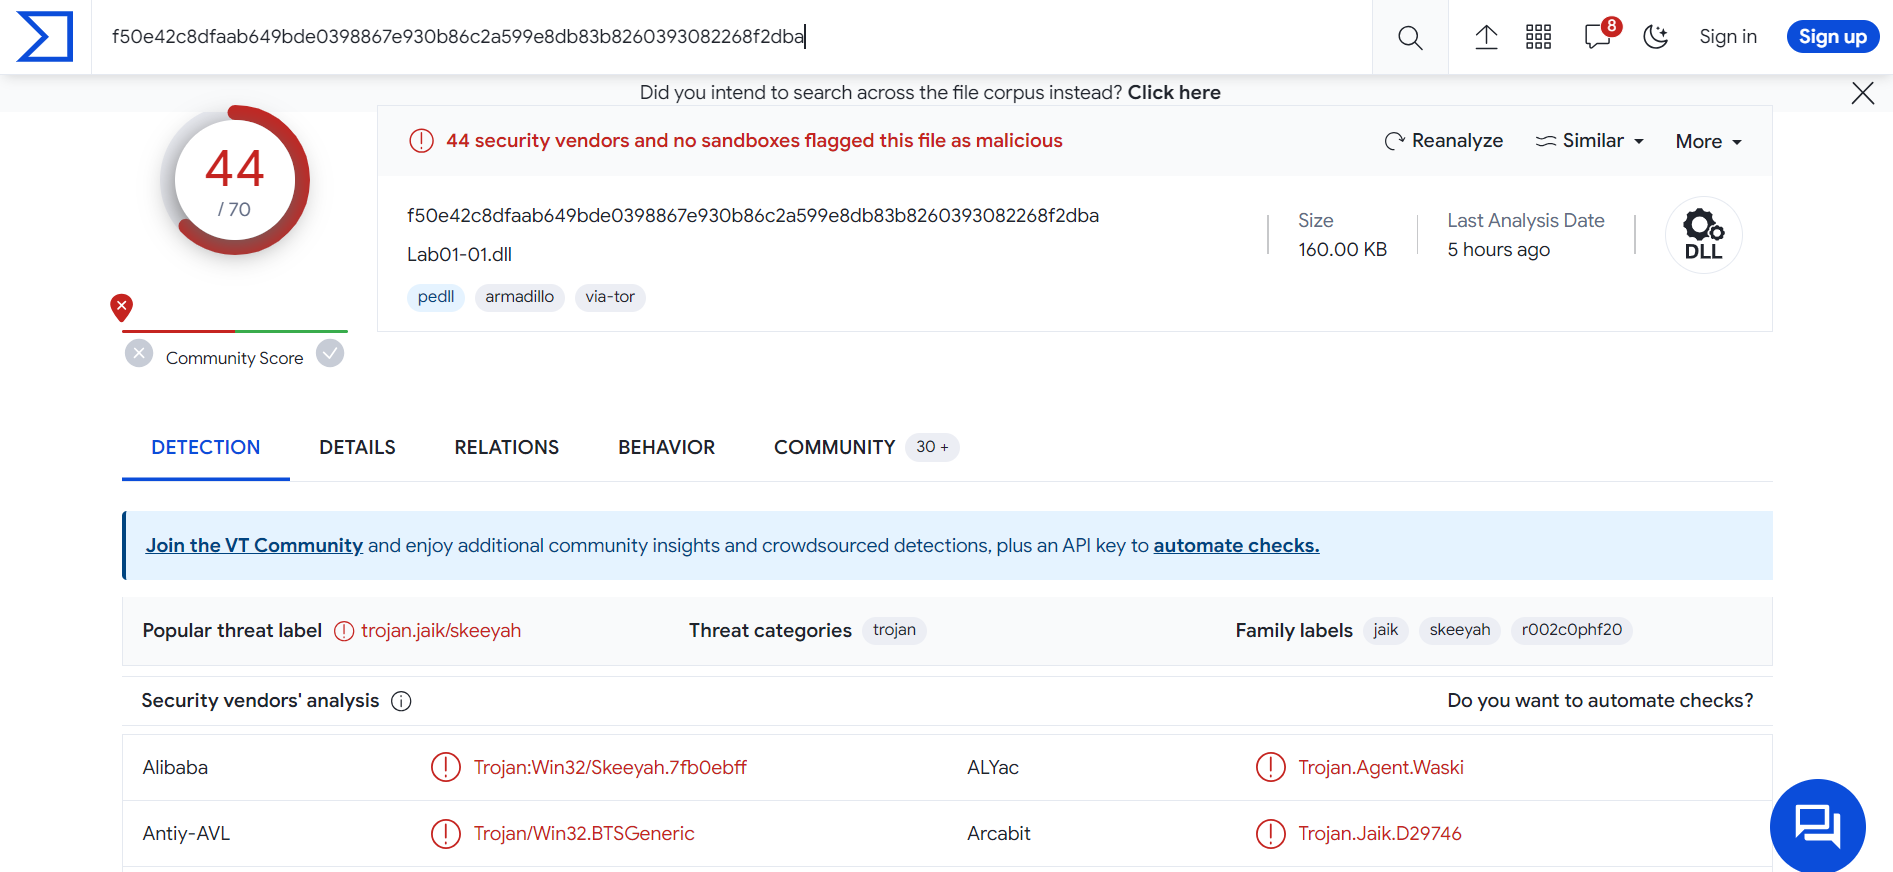 f50e42c8dfaab649bde0398867e930b86c2a599e8db83b8260393082268f2dba
8
Sign in
Sign up
Did you intend to search across the file corpus instead? Click here
44
/ 70
Community Score
44 security vendors and no sandboxes flagged this file as malicious
Reanalyze
Similar
More
f50e42c8dfaab649bde0398867e930b86c2a599e8db83b8260393082268f2dba
Lab01-01.dll
pedll
armadillo
via-tor
Size
160.00 KB
Last Analysis Date
5 hours ago
DLL
DETECTION
DETAILS
RELATIONS
BEHAVIOR
COMMUNITY
30 +
Join the VT Community and enjoy additional community insights and crowdsourced detections, plus an API key to automate checks.
Popular threat label
trojan.jaik/skeeyah
Threat categories
trojan
Family labels
jaik
skeeyah
r002c0phf20
Security vendors' analysis
Do you want to automate checks?
Alibaba
Trojan:Win32/Skeeyah.7fb0ebff
ALYac
Trojan.Agent.Waski
Antiy-AVL
Trojan/Win32.BTSGeneric
Arcabit
Trojan.Jaik.D29746